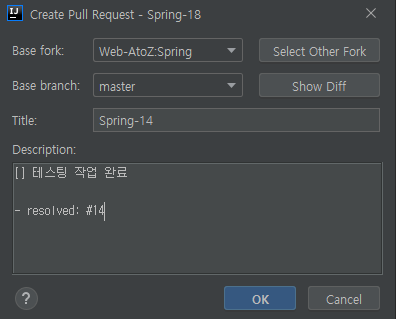 Create Pull Request - Spring-18
Base fork: Web-AtoZ:Spring Select Other Fork
Base branch: master Show Diff
Title: Spring-14
Description:
[] 테스팅 작업 완료
- resolved: #14
? OK Cancel